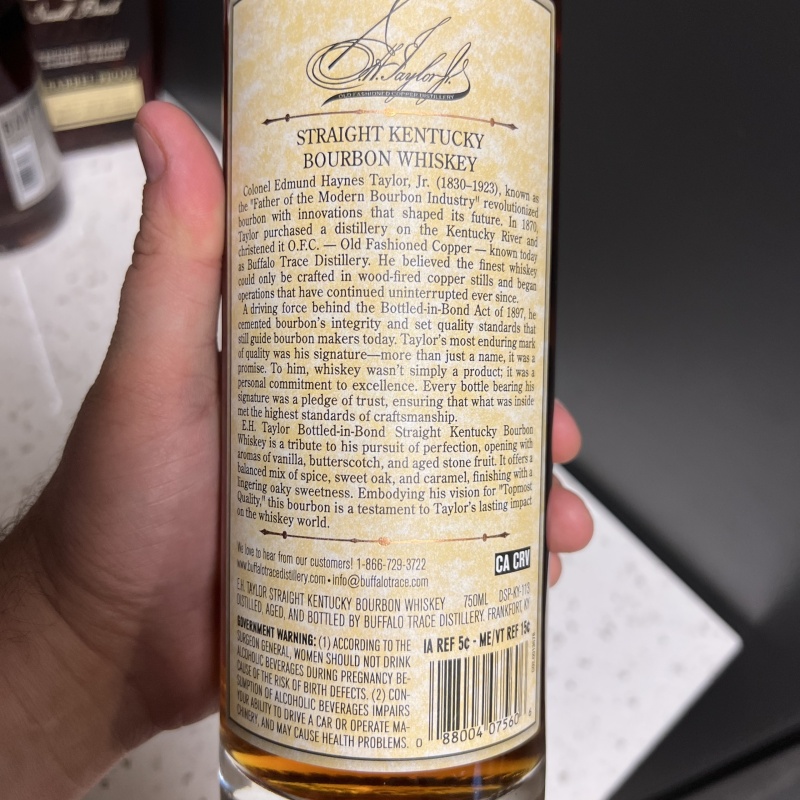 E.H. Taylor, Jr.
OLD FASHIONED COPPER DISTILLERY
STRAIGHT KENTUCKY
BOURBON WHISKEY
Colonel Edmund Haynes Taylor, Jr. (1830–1923), known as
the "Father of the Modern Bourbon Industry" revolutionized
bourbon with innovations that shaped its future. In 1870,
Taylor purchased a distillery on the Kentucky River and
christened it O.F.C. — Old Fashioned Copper — known today
as Buffalo Trace Distillery. He believed the finest whiskey
could only be crafted in wood-fired copper stills and began
operations that have continued uninterrupted ever since.
A driving force behind the Bottled-in-Bond Act of 1897, he
cemented bourbon's integrity and set quality standards that
still guide bourbon makers today. Taylor's most enduring mark
of quality was his signature—more than just a name, it was a
promise. To him, whiskey wasn't simply a product; it was a
personal commitment to excellence. Every bottle bearing his
signature was a pledge of trust, ensuring that what was inside
met the highest standards of craftsmanship.
E.H. Taylor Bottled-in-Bond Straight Kentucky Bourbon
Whiskey is a tribute to his pursuit of perfection, opening with
aromas of vanilla, butterscotch, and aged stone fruit. It offers a
balanced mix of spice, sweet oak, and caramel, finishing with a
lingering oaky sweetness. Embodying his vision for "Topmost
Quality," this bourbon is a testament to Taylor's lasting impact
on the whiskey world.
We love to hear from our customers! 1-866-729-3722
www.buffalotracedistillery.com • info@buffalotrace.com
CA CRV
E.H. TAYLOR STRAIGHT KENTUCKY BOURBON WHISKEY 750ML DSP-KY-113
DISTILLED, AGED, AND BOTTLED BY BUFFALO TRACE DISTILLERY, FRANKFORT, KY
GOVERNMENT WARNING: (1) ACCORDING TO THE
SURGEON GENERAL, WOMEN SHOULD NOT DRINK
ALCOHOLIC BEVERAGES DURING PREGNANCY BE-
CAUSE OF THE RISK OF BIRTH DEFECTS. (2) CON-
SUMPTION OF ALCOHOLIC BEVERAGES IMPAIRS
YOUR ABILITY TO DRIVE A CAR OR OPERATE MA-
CHINERY, AND MAY CAUSE HEALTH PROBLEMS.
IA REF 5¢ - ME/VT REF 15¢
0 88004 07560 6